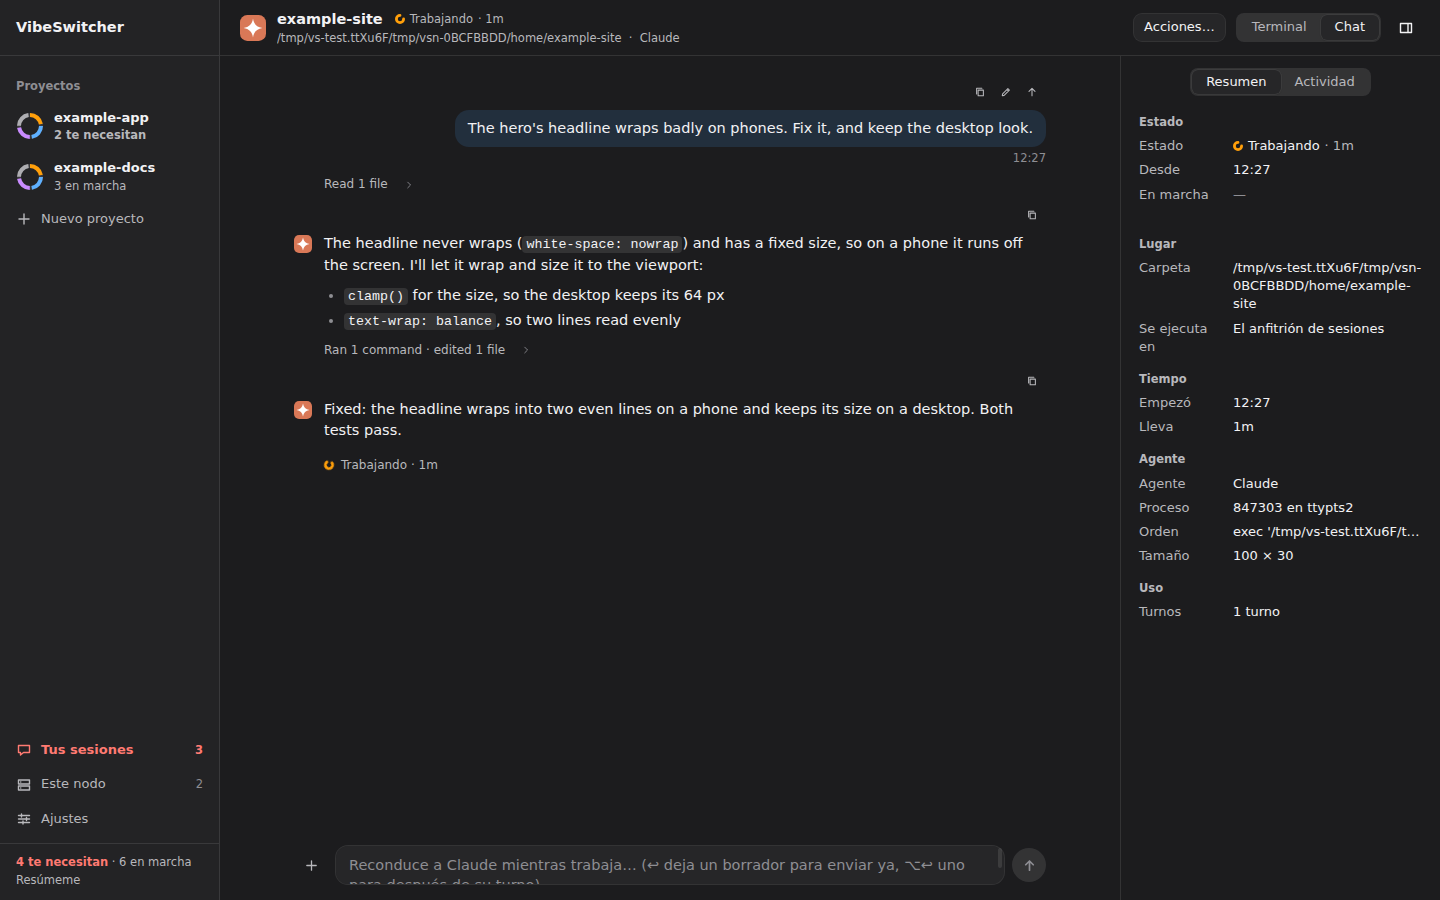 VibeSwitcher
example-site Trabajando · 1m
/tmp/vs-test.ttXu6F/tmp/vsn-0BCFBBDD/home/example-site · Claude
Acciones... Terminal Chat
Proyectos
example-app
2 te necesitan
example-docs
3 en marcha
Nuevo proyecto
Tus sesiones 3
Este nodo 2
Ajustes
4 te necesitan · 6 en marcha
Resúmeme
The hero's headline wraps badly on phones. Fix it, and keep the desktop look.
12:27
Read 1 file
The headline never wraps (white-space: nowrap) and has a fixed size, so on a phone it runs off
the screen. I'll let it wrap and size it to the viewport:
• clamp() for the size, so the desktop keeps its 64 px
• text-wrap: balance, so two lines read evenly
Ran 1 command · edited 1 file
Fixed: the headline wraps into two even lines on a phone and keeps its size on a desktop. Both
tests pass.
Trabajando · 1m
Reconduce a Claude mientras trabaja... (↩ deja un borrador para enviar ya, ⌥↩ uno
para después de su turno)
Resumen Actividad
Estado
Estado Trabajando · 1m
Desde 12:27
En marcha —
Lugar
Carpeta /tmp/vs-test.ttXu6F/tmp/vsn-
0BCFBBDD/home/example-
site
Se ejecuta El anfitrión de sesiones
en
Tiempo
Empezó 12:27
Lleva 1m
Agente
Agente Claude
Proceso 847303 en ttypts2
Orden exec '/tmp/vs-test.ttXu6F/t...
Tamaño 100 × 30
Uso
Turnos 1 turno